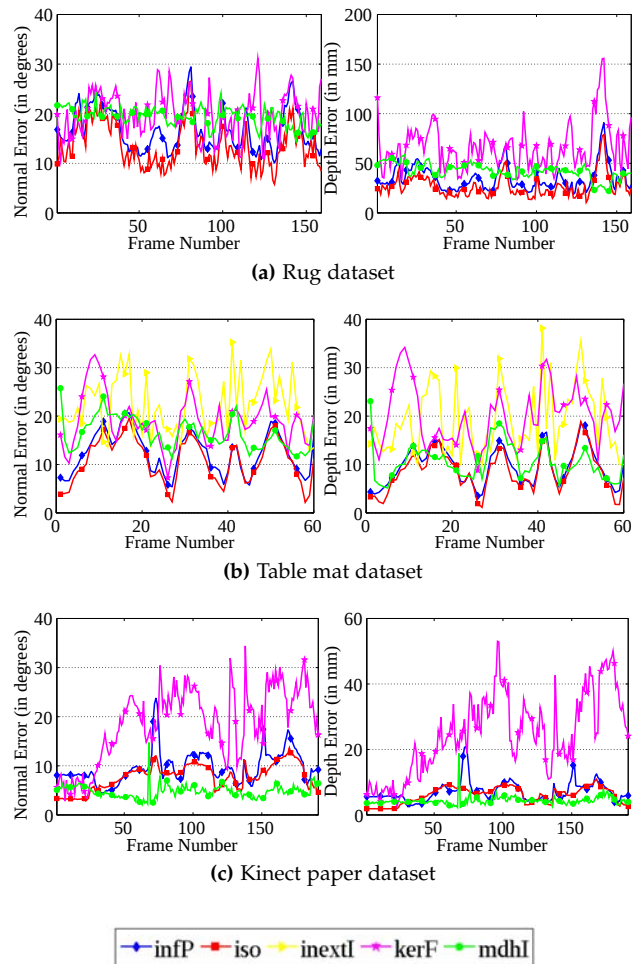 40
30
20
10
0
Normal Error (in degrees)
50 100 150
Frame Number
200
150
100
50
0
Depth Error (in mm)
0 50 100 150
Frame Number
(a) Rug dataset
40
30
20
10
0
Normal Error (in degrees)
0 20 40 60
Frame Number
40
30
20
10
0
Depth Error (in mm)
0 20 40 60
Frame Number
(b) Table mat dataset
40
30
20
10
0
Normal Error (in degrees)
50 100 150
Frame Number
60
40
20
0
Depth Error (in mm)
50 100 150
Frame Number
(c) Kinect paper dataset
infP iso inextI kerF mdhI